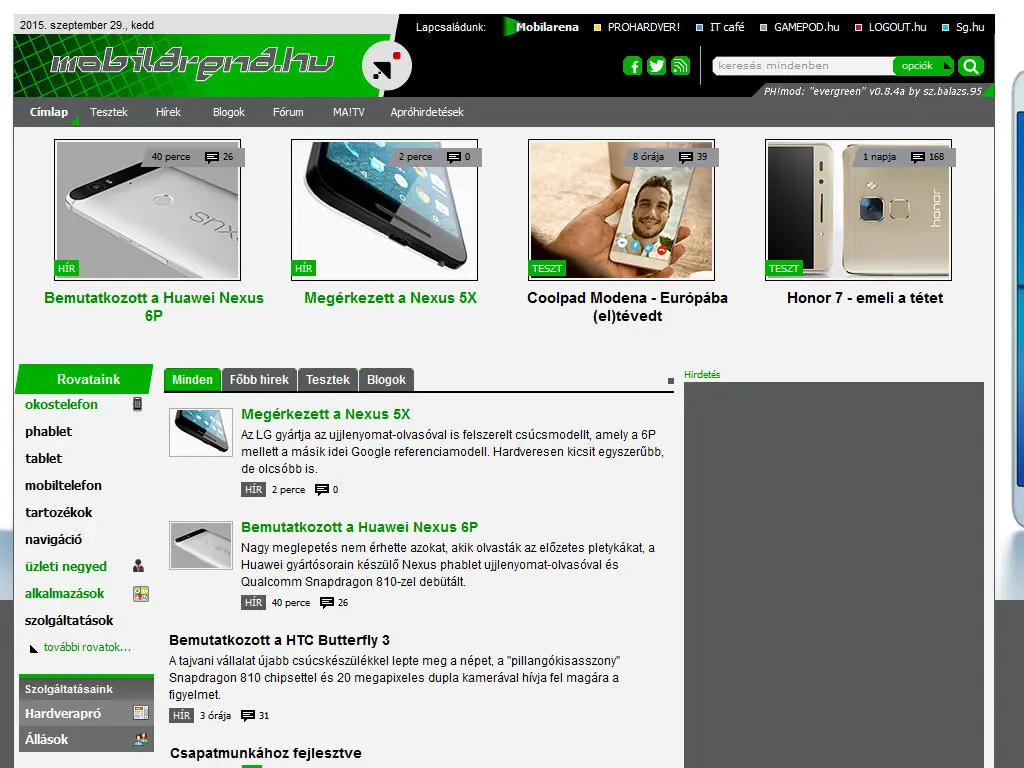 2015. szeptember 29., kedd
Lapcsaládunk: Mobilarena PROHARDVER! IT café GAMEPOD.hu LOGOUT.hu Sg.hu
mobilarena.hu
keresés mindenben opciók
PH!mod: "evergreen" v0.8.4a by sz.balazs.95
Címlap Tesztek Hírek Blogok Fórum MA!TV Apróhirdetések
40 perce 26
2 perce 0
8 órája 39
1 napja 168
honor
HÍR
HÍR
TESZT
TESZT
Bemutatkozott a Huawei Nexus
6P
Megérkezett a Nexus 5X
Coolpad Modena - Európába
(el)tévedt
Honor 7 - emeli a tétet
Rovataink
okostelefon
phablet
tablet
mobiltelefon
tartozékok
navigáció
üzleti negyed
alkalmazások
szolgáltatások
további rovatok...
Szolgáltatásaink
Hardverapró
Állások
Minden Főbb hírek Tesztek Blogok
Megérkezett a Nexus 5X
Az LG gyártja az ujjlenyomat-olvasóval is felszerelt csúcsmodellt, amely a 6P
mellett a másik idei Google referenciamodell. Hardveresen kicsit egyszerűbb,
de olcsóbb is.
HÍR 2 perce 0
Bemutatkozott a Huawei Nexus 6P
Nagy meglepetés nem érhette azokat, akik olvasták az előzetes pletykákat, a
Huawei gyártósorain készülő Nexus phablet ujjlenyomat-olvasóval és
Qualcomm Snapdragon 810-zel debütált.
HÍR 40 perce 26
Bemutatkozott a HTC Butterfly 3
A tajvani vállalat újabb csúcskészülékkel lepte meg a népet, a "pillangókisasszony"
Snapdragon 810 chipsettel és 20 megapixeles dupla kamerával hívja fel magára a
figyelmet.
HÍR 3 órája 31
Csapatmunkához fejlesztve
Hirdetés